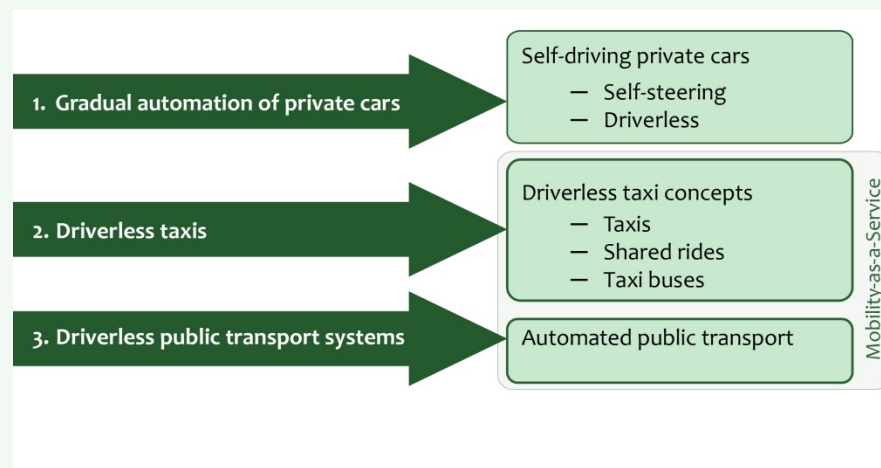 1. Gradual automation of private cars
Self-driving private cars
— Self-steering
— Driverless
2. Driverless taxis
Driverless taxi concepts
— Taxis
— Shared rides
— Taxi buses
3. Driverless public transport systems
Automated public transport
Mobility-as-a-Service